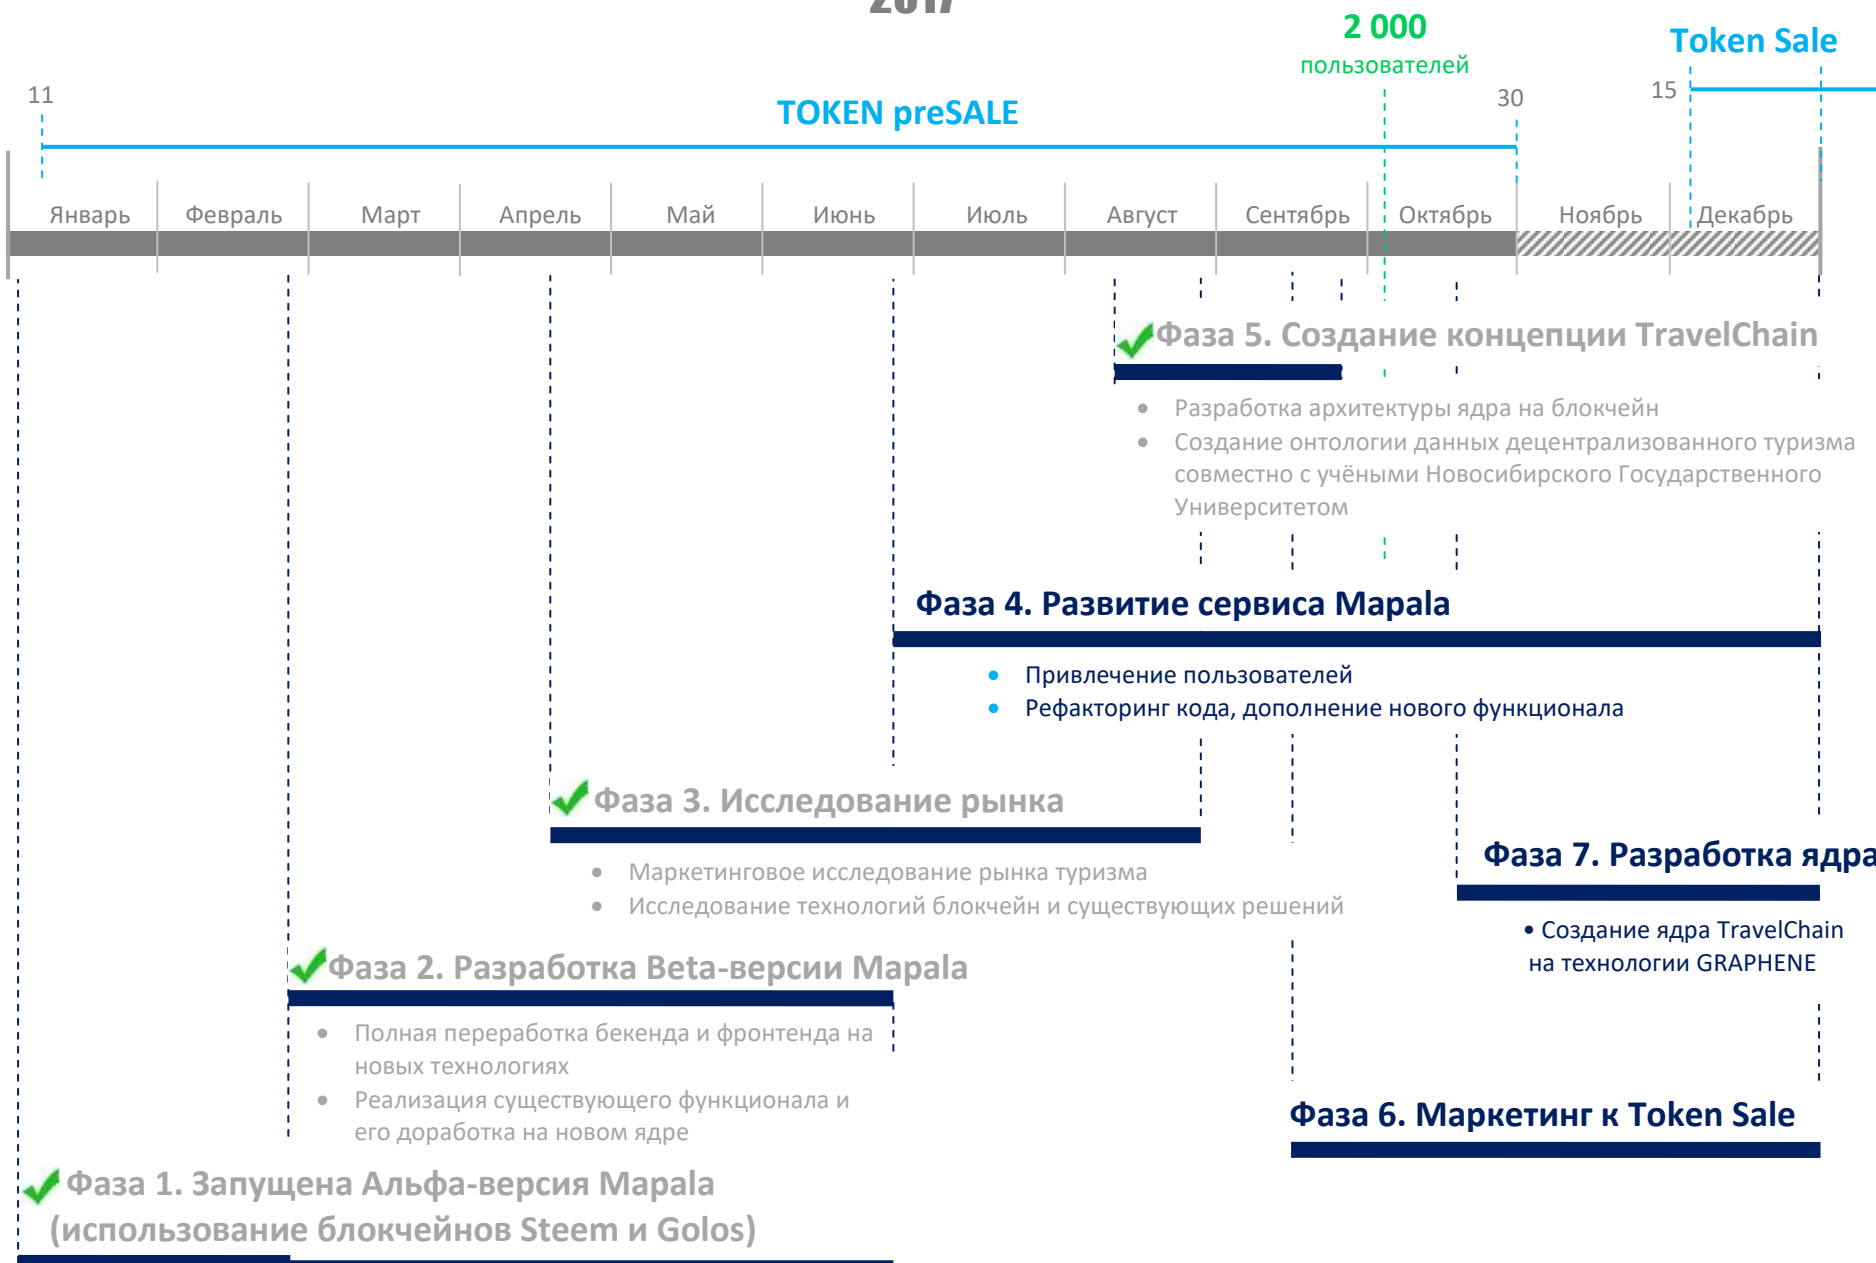 2017
2 000
пользователей
Token Sale
11
TOKEN preSALE
30
15
Январь
Февраль
Март
Апрель
Май
Июнь
Июль
Август
Сентябрь
Октябрь
Ноябрь
Декабрь
Фаза 5. Создание концепции TravelChain
• Разработка архитектуры ядра на блокчейн
• Создание онтологии данных децентрализованного туризма
совместно с учёными Новосибирского Государственного
Университетом
Фаза 4. Развитие сервиса Mapala
• Привлечение пользователей
• Рефакторинг кода, дополнение нового функционала
Фаза 3. Исследование рынка
• Маркетинговое исследование рынка туризма
• Исследование технологий блокчейн и существующих решений
Фаза 7. Разработка ядра
• Создание ядра TravelChain
на технологии GRAPHENE
Фаза 2. Разработка Beta-версии Mapala
• Полная переработка бекенда и фронтенда на
новых технологиях
• Реализация существующего функционала и
его доработка на новом ядре
Фаза 6. Маркетинг к Token Sale
Фаза 1. Запущена Альфа-версия Mapala
(использование блокчейнов Steem и Golos)